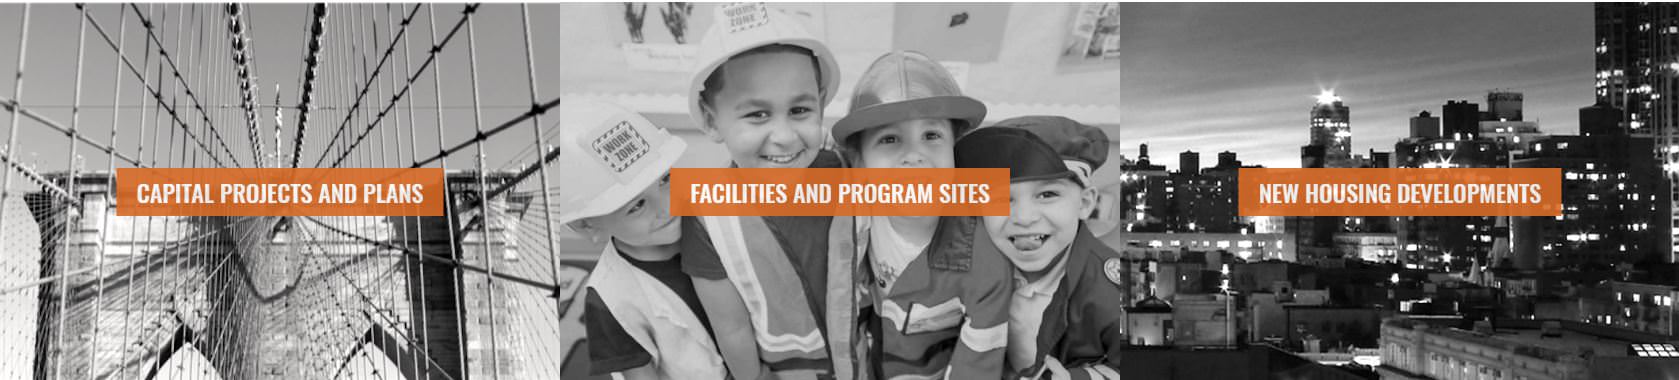 WORK
ZONE
WORK
ZONE
CAPITAL PROJECTS AND PLANS
FACILITIES AND PROGRAM SITES
NEW HOUSING DEVELOPMENTS